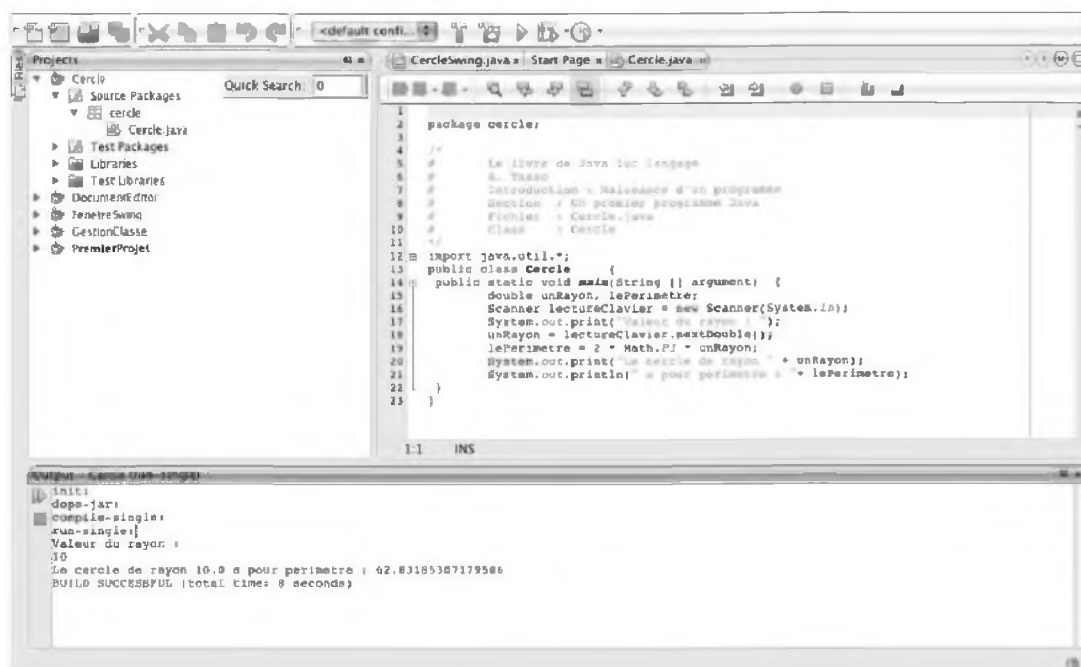 <default confi...
Files
Projects
Cercle
Quick Search: 0
Source Packages
cercle
Cercle.java
Test Packages
Libraries
Test Libraries
DocumentEditor
FenetreSwing
GestionClasse
PremierProjet
CercleSwing.java x Start Page x Cercle.java
1
2 package cercle;
3
4 /*
5 # Le livre de Java 1er langage
6 # A. Tasso
7 # Introduction : Naissance d'un programme
8 # Section : Un premier programme Java
9 # Fichier : Cercle.java
10 # Class : Cercle
11 */
12 import java.util.*;
13 public class Cercle {
14 public static void main(String [] argument) {
15 double unRayon, lePerimetre;
16 Scanner lectureClavier = new Scanner(System.in);
17 System.out.print("Valeur du rayon : ");
18 unRayon = lectureClavier.nextDouble();
19 lePerimetre = 2 * Math.PI * unRayon;
20 System.out.print("Le cercle de rayon " + unRayon);
21 System.out.println(" a pour perimetre : "+ lePerimetre);
22 }
23 }
1:1 INS
Output - Cercle (run-single)
init:
deps-jar:
compile-single:
run-single:
Valeur du rayon :
10
Le cercle de rayon 10.0 a pour perimetre : 62.83185307179586
BUILD SUCCESSFUL (total time: 8 seconds)